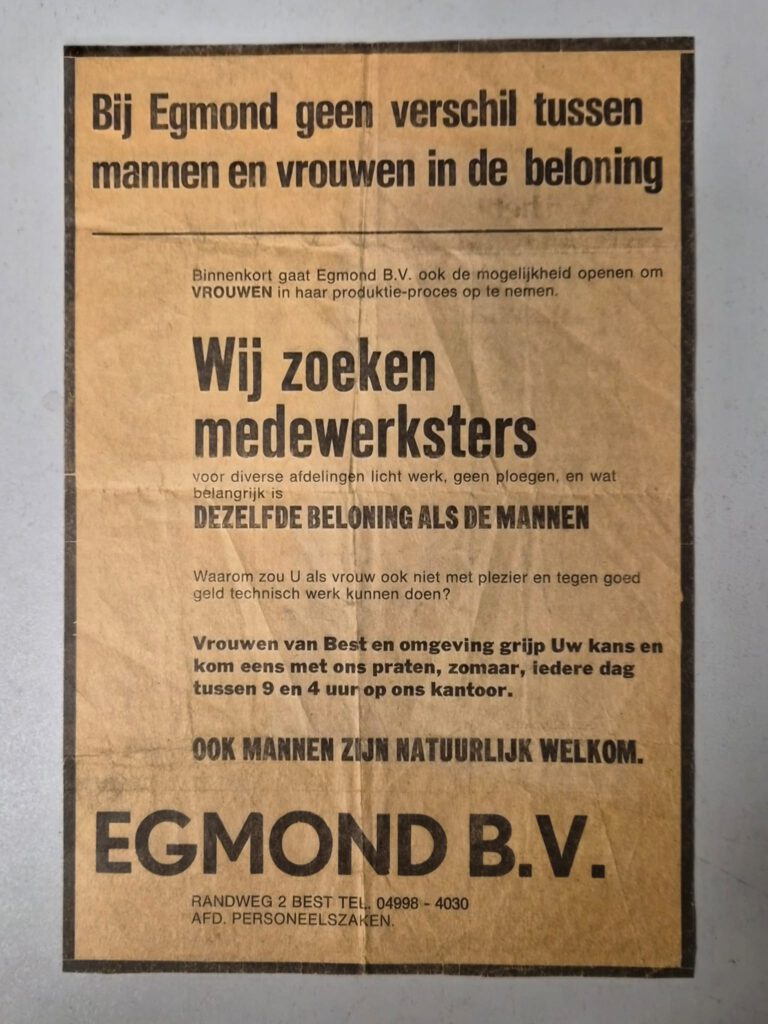 Bij Egmond geen verschil tussen
mannen en vrouwen in de beloning
Binnenkort gaat Egmond B.V. ook de mogelijkheid openen om
VROUWEN in haar produktie-proces op te nemen.
Wij zoeken
medewerksters
voor diverse afdelingen licht werk, geen ploegen, en wat
belangrijk is
DEZELFDE BELONING ALS DE MANNEN
Waarom zou U als vrouw ook niet met plezier en tegen goed
geld technisch werk kunnen doen?
Vrouwen van Best en omgeving grijp Uw kans en
kom eens met ons praten, zomaar, iedere dag
tussen 9 en 4 uur op ons kantoor.
OOK MANNEN ZIJN NATUURLIJK WELKOM.
EGMOND B.V.
RANDWEG 2 BEST TEL. 04998 - 4030
AFD. PERSONEELSZAKEN.